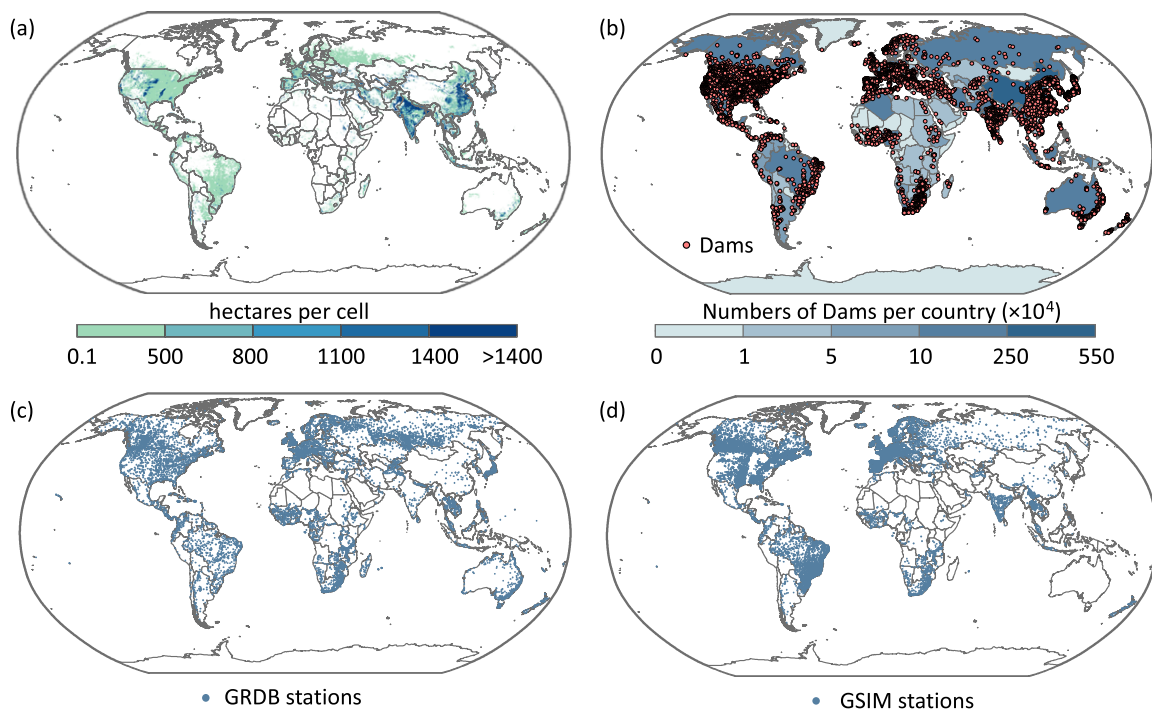 (a)
(b)
Dams
hectares per cell
0.1 500 800 1100 1400 >1400
Numbers of Dams per country (×10⁴)
0 1 5 10 250 550
(c)
(d)
GRDB stations
GSIM stations